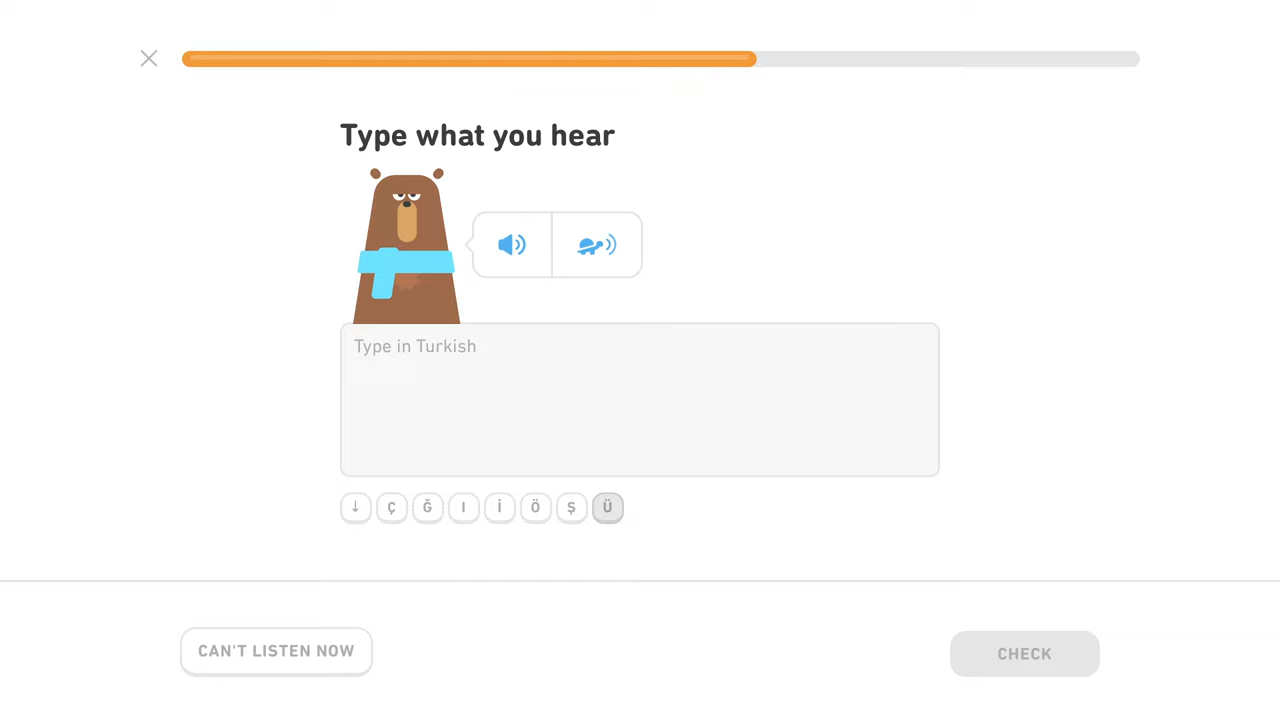 Type what you hear
Type in Turkish
↓ Ç Ğ I İ Ö Ş Ü
CAN'T LISTEN NOW
CHECK